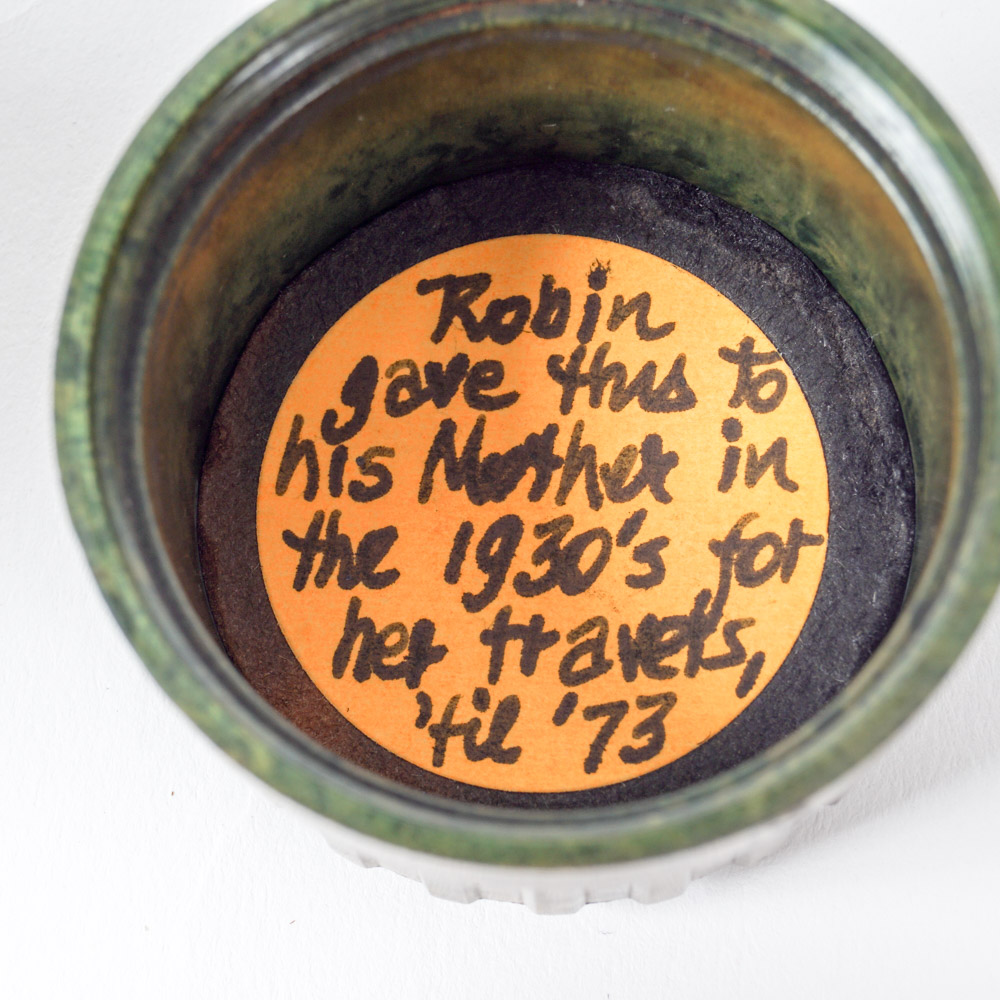 Robin
gave this to
his Mother in
the 1930's for
her travels,
'til '73